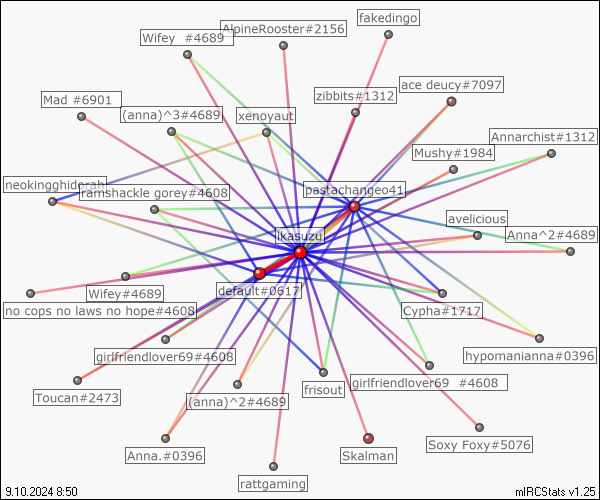 fakedingo
AlpineRooster#2156
Wifey  #4689
ace deucy#7097
zibbits#1312
Mad #6901
(anna)^3#4689
xenoyaut
Annarchist#1312
Mushy#1984
neokingghiderah
ramshackle gorey#4608
pastachangeo41
avelicious
ikasuzu
Anna^2#4689
default#0617
Wifey#4689
no cops no laws no hope#4608
Cypha#1717
girlfriendlover69#4608
hypomanianna#0396
frisout
girlfriendlover69  #4608
Toucan#2473
(anna)^2#4689
Soxy Foxy#5076
Anna.#0396
Skalman
rattgaming
9.10.2024 8:50
mIRCStats v1.25